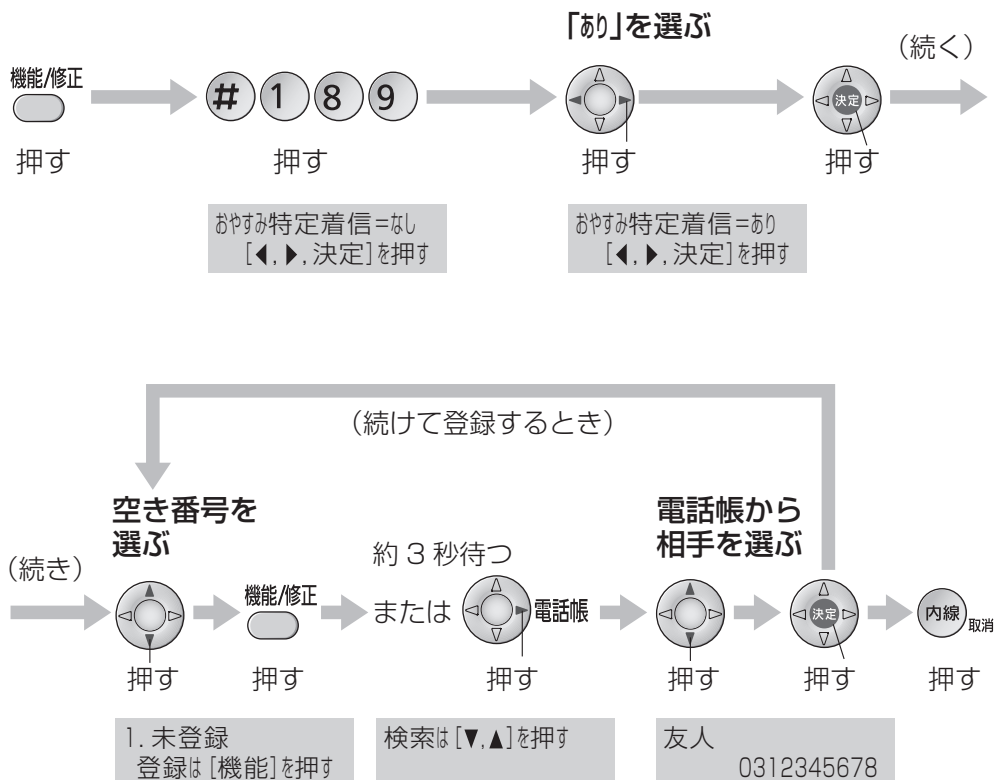 「あり」を選ぶ
(続く)
機能/修正
# 1 8 9
決定
押す 押す 押す 押す
おやすみ特定着信=なし
[◀,▶,決定]を押す
おやすみ特定着信=あり
[◀,▶,決定]を押す
(続けて登録するとき)
空き番号を
選ぶ
電話帳から
相手を選ぶ
(続き)
約3秒待つ
機能/修正
または
電話帳
決定
内線
取消
押す 押す 押す 押す 押す 押す
1.未登録
登録は[機能]を押す
検索は[▼,▲]を押す
友人
0312345678